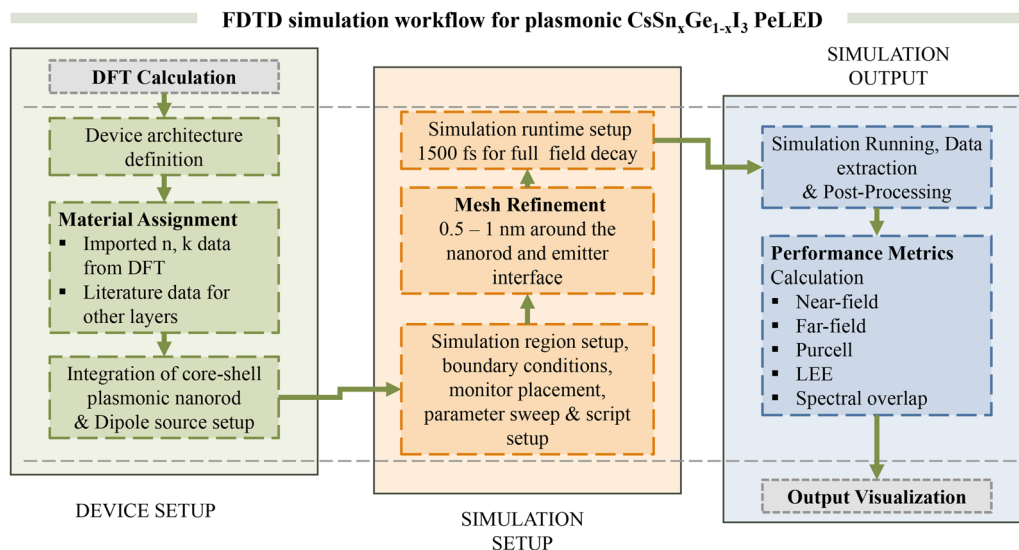 FDTD simulation workflow for plasmonic CsSnₓGe₁₋ₓI₃ PeLED
DFT Calculation
Device architecture
definition
Material Assignment
▪ Imported n, k data
from DFT
▪ Literature data for
other layers
Integration of core-shell
plasmonic nanorod
& Dipole source setup
DEVICE SETUP
Simulation runtime setup
1500 fs for full field decay
Mesh Refinement
0.5 – 1 nm around the
nanorod and emitter
interface
Simulation region setup,
boundary conditions,
monitor placement,
parameter sweep & script
setup
SIMULATION
SETUP
SIMULATION
OUTPUT
Simulation Running, Data
extraction
& Post-Processing
Performance Metrics
Calculation
▪ Near-field
▪ Far-field
▪ Purcell
▪ LEE
▪ Spectral overlap
Output Visualization